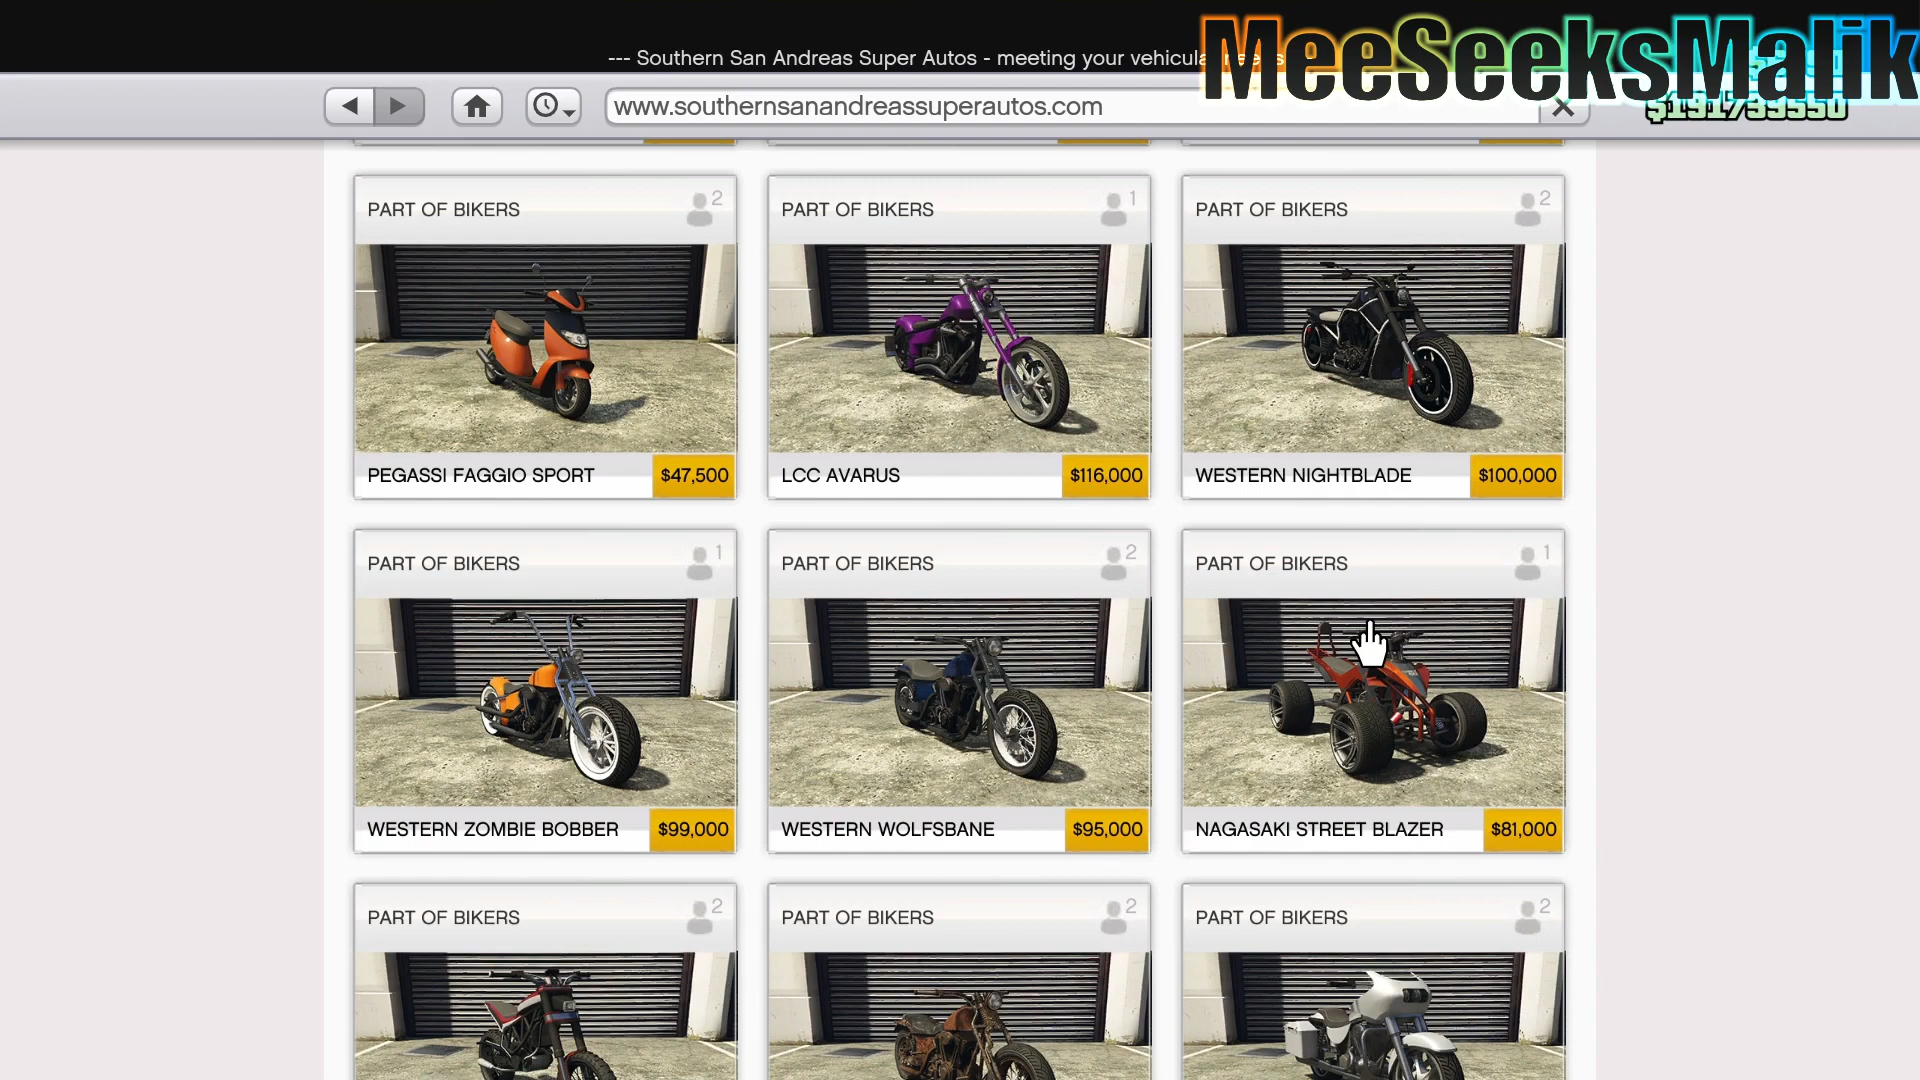 --- Southern San Andreas Super Autos - meeting your vehicular needs
MeeSeeksMalik
www.southernsanandreassuperautos.com
$191739550
PART OF BIKERS 2
PART OF BIKERS 1
PART OF BIKERS 2
PEGASSI FAGGIO SPORT $47,500
LCC AVARUS $116,000
WESTERN NIGHTBLADE $100,000
PART OF BIKERS 1
PART OF BIKERS 2
PART OF BIKERS 1
WESTERN ZOMBIE BOBBER $99,000
WESTERN WOLFSBANE $95,000
NAGASAKI STREET BLAZER $81,000
PART OF BIKERS 2
PART OF BIKERS 2
PART OF BIKERS 2